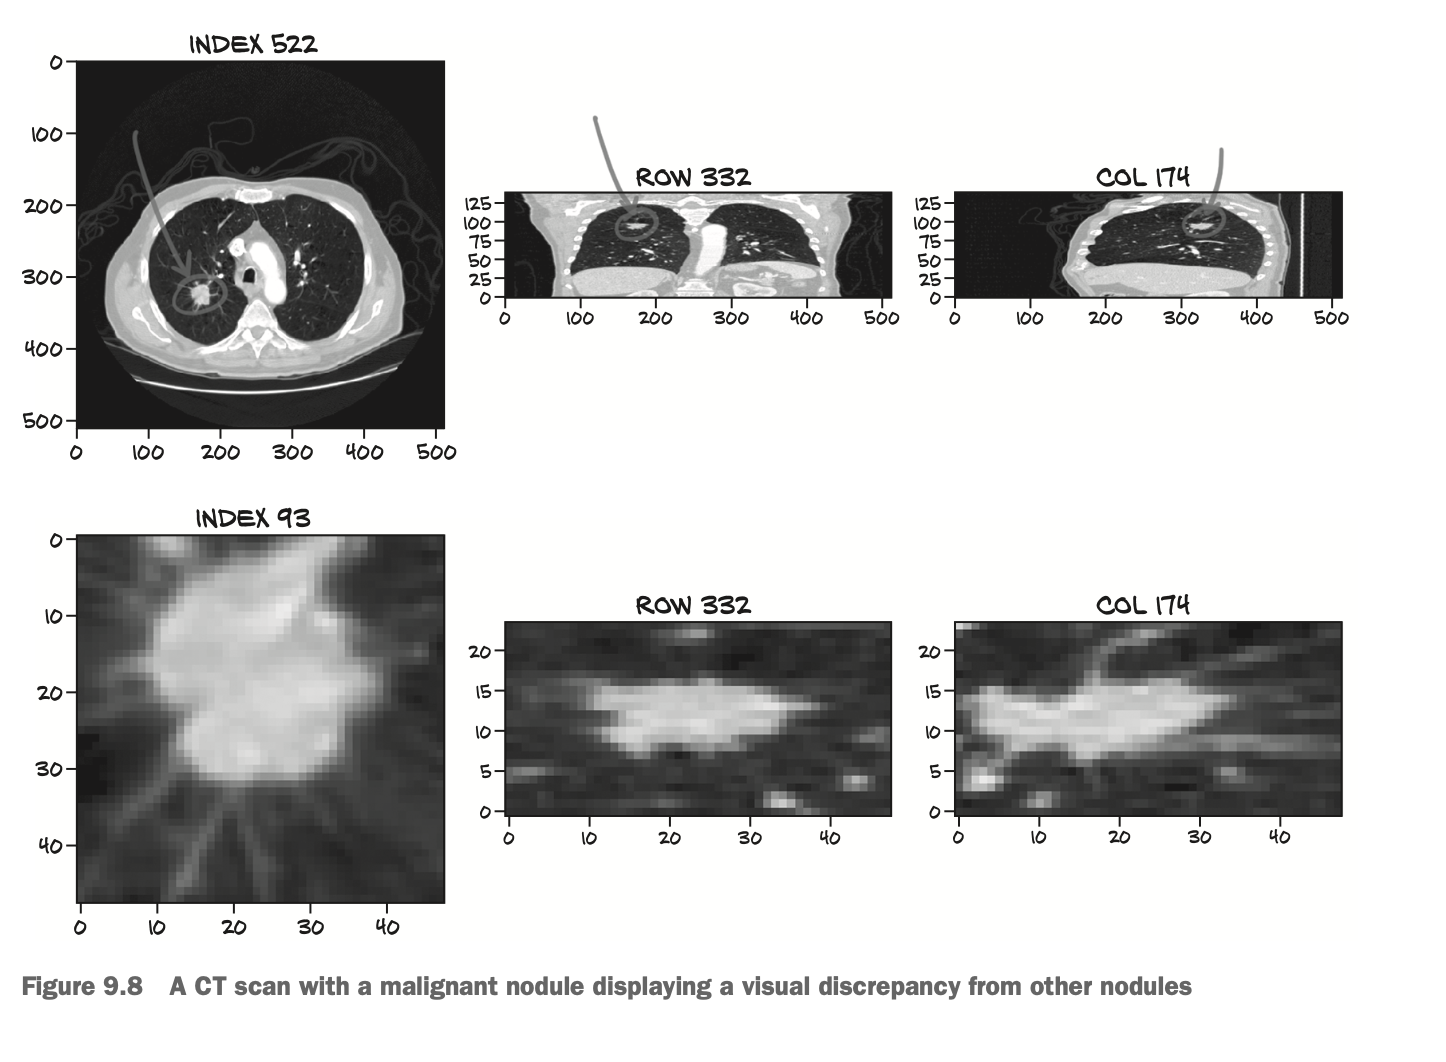 INDEX 522
0
100
200
300
400
500
0 100 200 300 400 500
ROW 332
125
100
75
50
25
0
0 100 200 300 400 500
COL 174
125
100
75
50
25
0
0 100 200 300 400 500
INDEX 93
0
10
20
30
40
0 10 20 30 40
ROW 332
20
15
10
5
0
0 10 20 30 40
COL 174
20
15
10
5
0
0 10 20 30 40
Figure 9.8 A CT scan with a malignant nodule displaying a visual discrepancy from other nodules